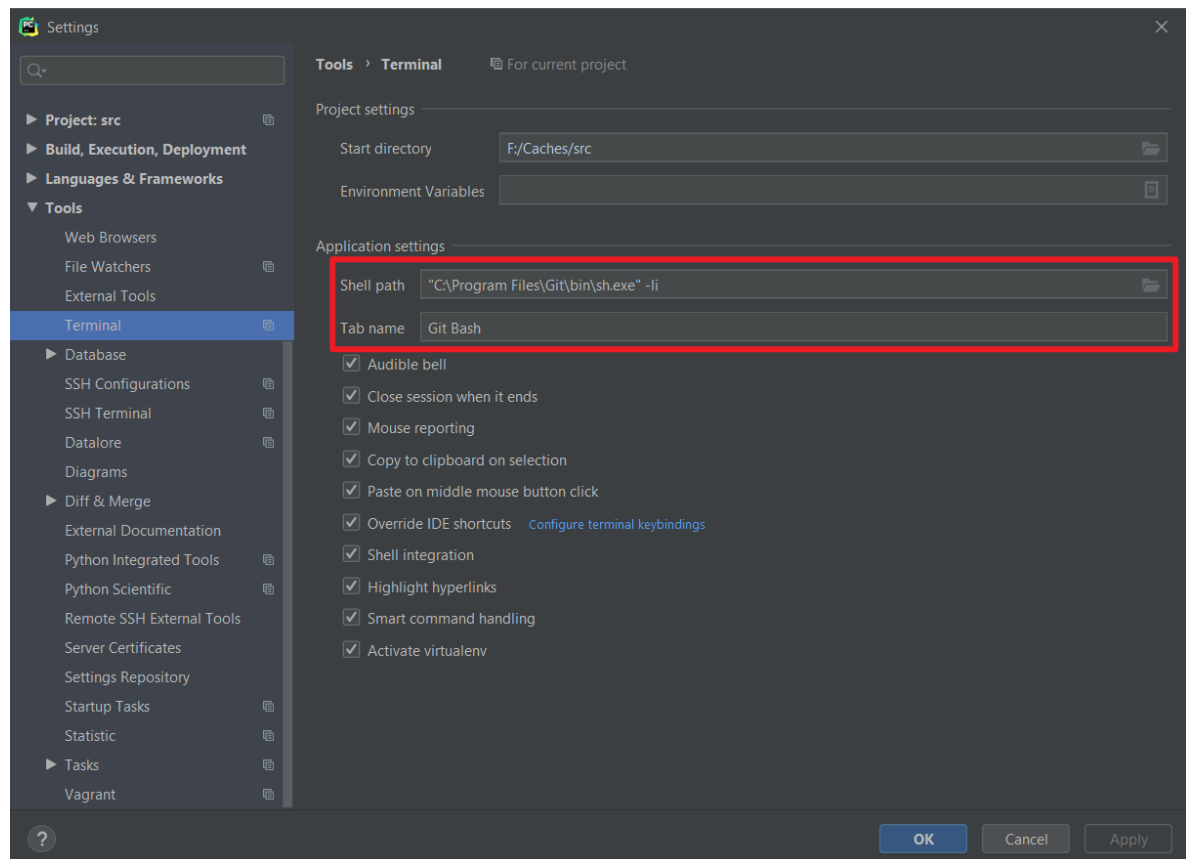 PC
Settings
Tools › Terminal For current project
Project: src
Build, Execution, Deployment
Languages & Frameworks
Tools
Web Browsers
File Watchers
External Tools
Terminal
Database
SSH Configurations
SSH Terminal
Datalore
Diagrams
Diff & Merge
External Documentation
Python Integrated Tools
Python Scientific
Remote SSH External Tools
Server Certificates
Settings Repository
Startup Tasks
Statistic
Tasks
Vagrant
Project settings
Start directory F:/Caches/src
Environment Variables
Application settings
Shell path "C:\Program Files\Git\bin\sh.exe" -li
Tab name Git Bash
Audible bell
Close session when it ends
Mouse reporting
Copy to clipboard on selection
Paste on middle mouse button click
Override IDE shortcuts Configure terminal keybindings
Shell integration
Highlight hyperlinks
Smart command handling
Activate virtualenv
?
OK Cancel Apply